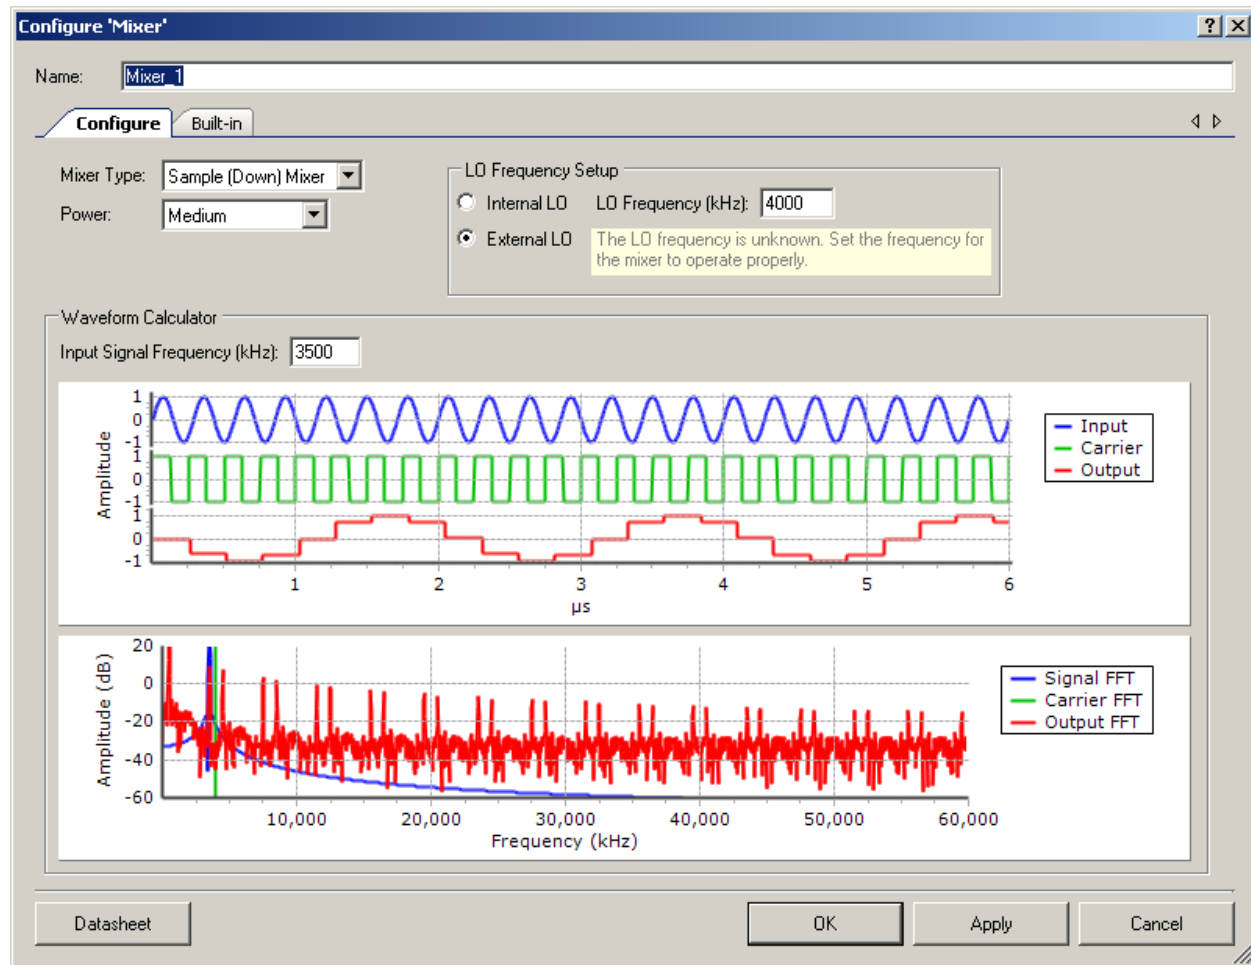 Configure 'Mixer'
Name: Mixer_1
Configure Built-in
Mixer Type: Sample (Down) Mixer
Power: Medium
LO Frequency Setup
Internal LO LO Frequency (kHz): 4000
External LO The LO frequency is unknown. Set the frequency for
the mixer to operate properly.
Waveform Calculator
Input Signal Frequency (kHz): 3500
Amplitude
1
0
-1
1
0
-1
1
0
-1
1 2 3 4 5 6
µs
Input
Carrier
Output
Amplitude (dB)
20
0
-20
-40
-60
10,000 20,000 30,000 40,000 50,000 60,000
Frequency (kHz)
Signal FFT
Carrier FFT
Output FFT
Datasheet OK Apply Cancel